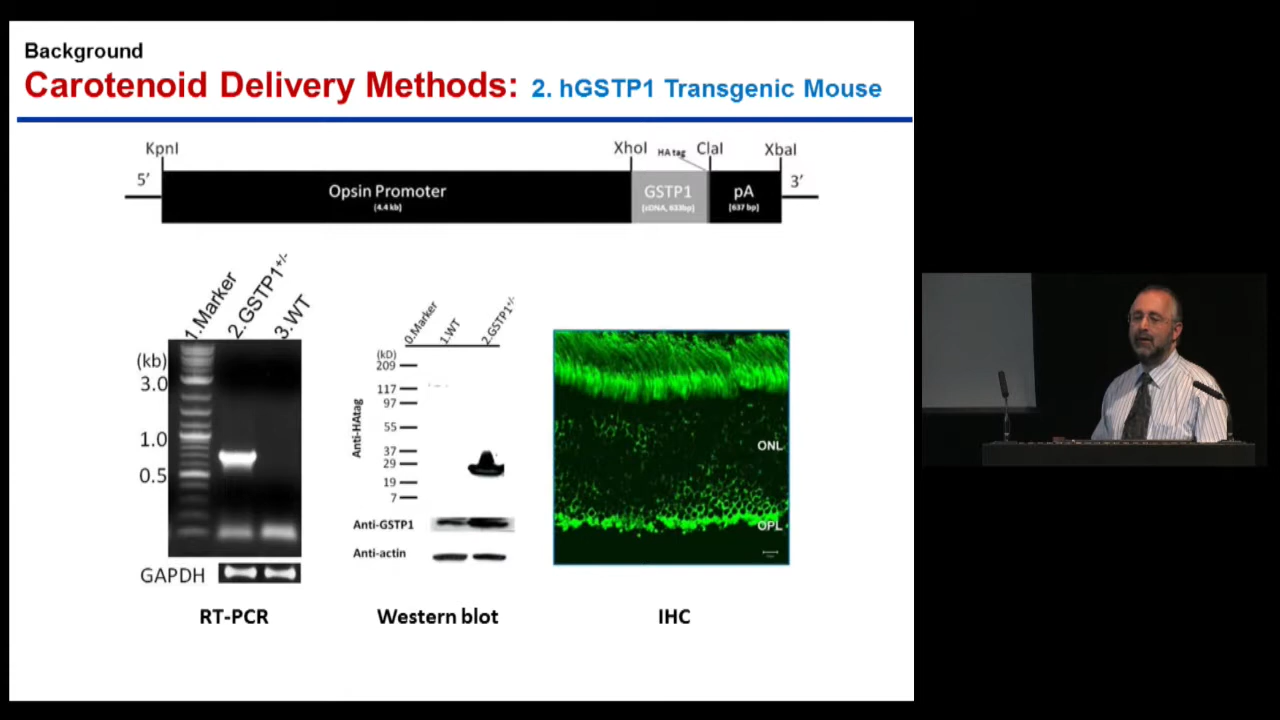 Background
Carotenoid Delivery Methods: 2. hGSTP1 Transgenic Mouse
KpnI XhoI HA tag ClaI XbaI
5' 3'
Opsin Promoter GSTP1 pA
(4.4 kb) (cDNA, 633bp) (637 bp)
1.Marker
2.GSTP1+/-
3.WT
(kb)
3.0
1.0
0.5
GAPDH
RT-PCR
0.Marker
1.WT
2.GSTP1+/-
(kD)
209
117
97
55
37
29
19
7
Anti-HAtag
Anti-GSTP1
Anti-actin
Western blot
ONL
OPL
IHC